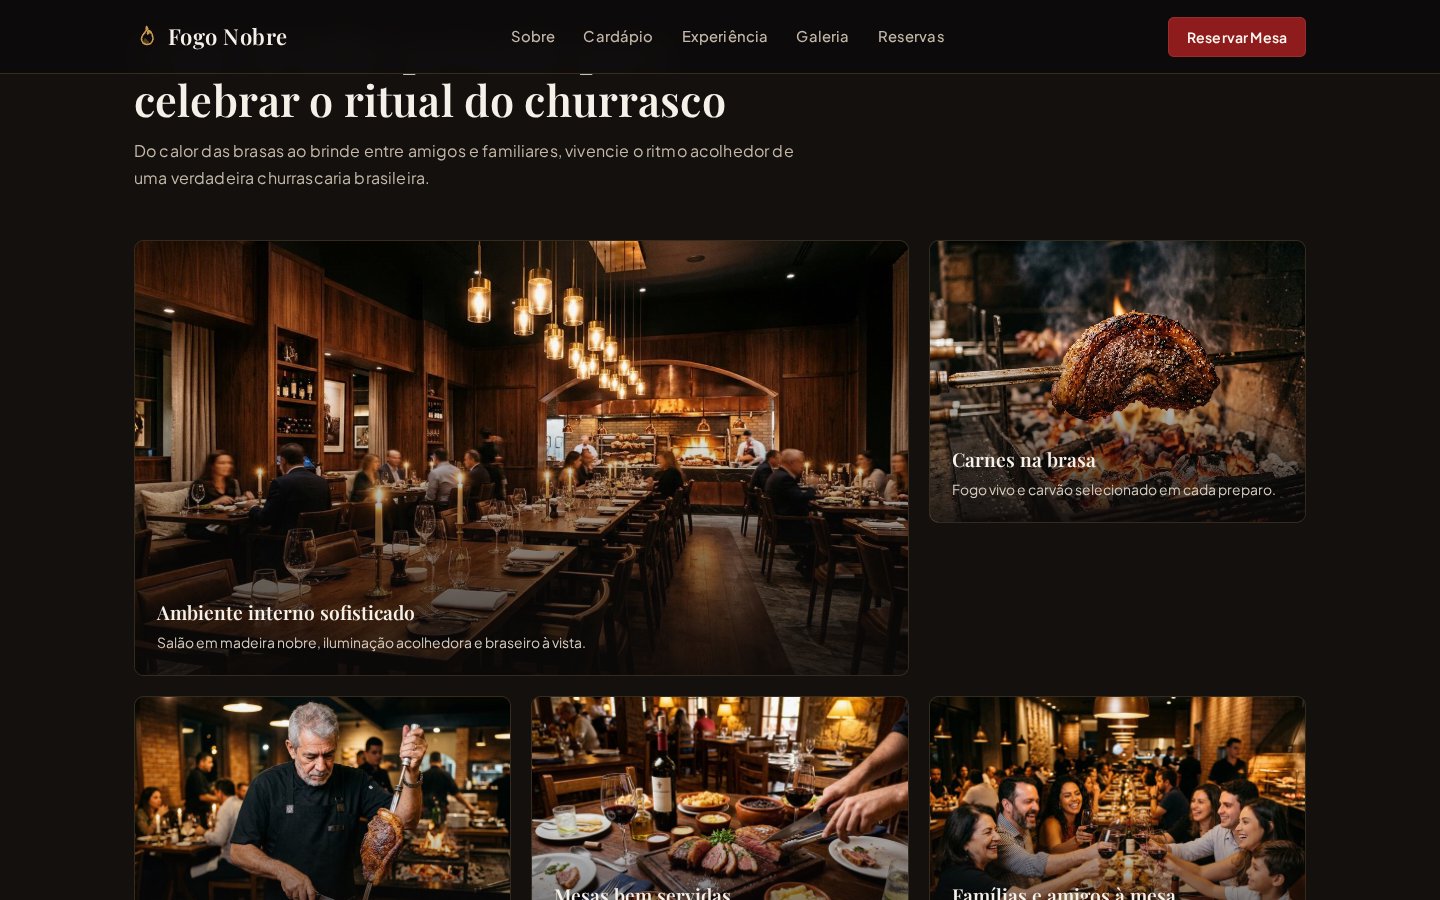 Fogo Nobre
Sobre
Cardápio
Experiência
Galeria
Reservas
Reservar Mesa
celebrar o ritual do churrasco
Do calor das brasas ao brinde entre amigos e familiares, vivencie o ritmo acolhedor de
uma verdadeira churrascaria brasileira.
Ambiente interno sofisticado
Salão em madeira nobre, iluminação acolhedora e braseiro à vista.
Carnes na brasa
Fogo vivo e carvão selecionado em cada preparo.
Mesas bem servidas
Famílias e amigos à mesa